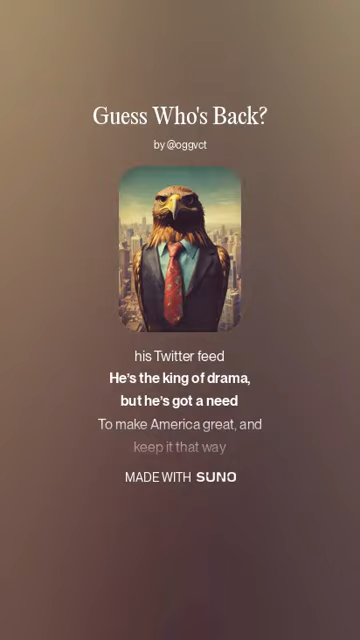 Guess Who's Back?
by @oggvct
his Twitter feed
He's the king of drama,
but he's got a need
To make America great, and
keep it that way
MADE WITH SUNO